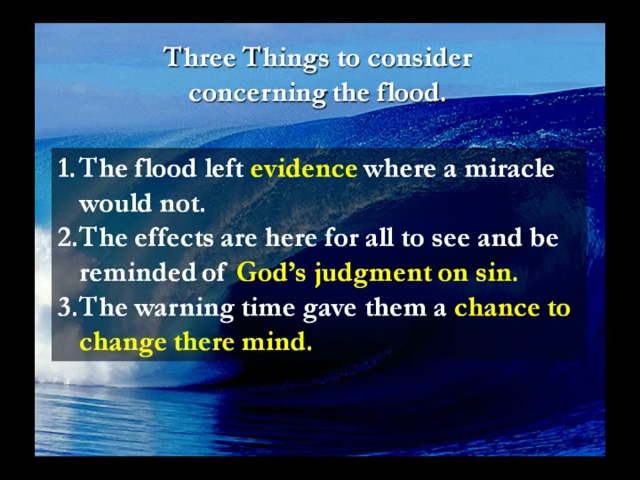 Three Things to consider
concerning the flood.
1. The flood left evidence where a miracle
would not.
2. The effects are here for all to see and be
reminded of God’s judgment on sin.
3. The warning time gave them a chance to
change there mind.